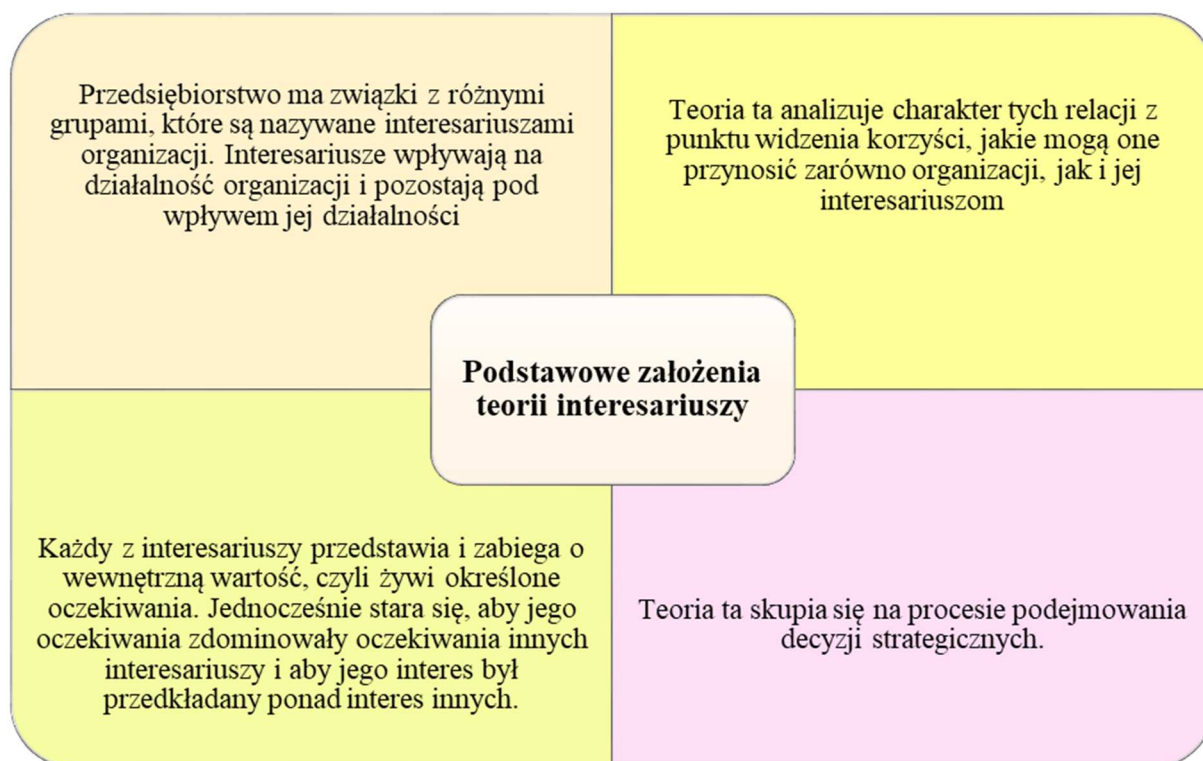 Przedsiębiorstwo ma związki z różnymi
grupami, które są nazywane interesariuszami
organizacji. Interesariusze wpływają na
działalność organizacji i pozostają pod
wpływem jej działalności
Teoria ta analizuje charakter tych relacji z
punktu widzenia korzyści, jakie mogą one
przynosić zarówno organizacji, jak i jej
interesariuszom
Podstawowe założenia
teorii interesariuszy
Każdy z interesariuszy przedstawia i zabiega o
wewnętrzną wartość, czyli żywi określone
oczekiwania. Jednocześnie stara się, aby jego
oczekiwania zdominowały oczekiwania innych
interesariuszy i aby jego interes był
przedkładany ponad interes innych.
Teoria ta skupia się na procesie podejmowania
decyzji strategicznych.